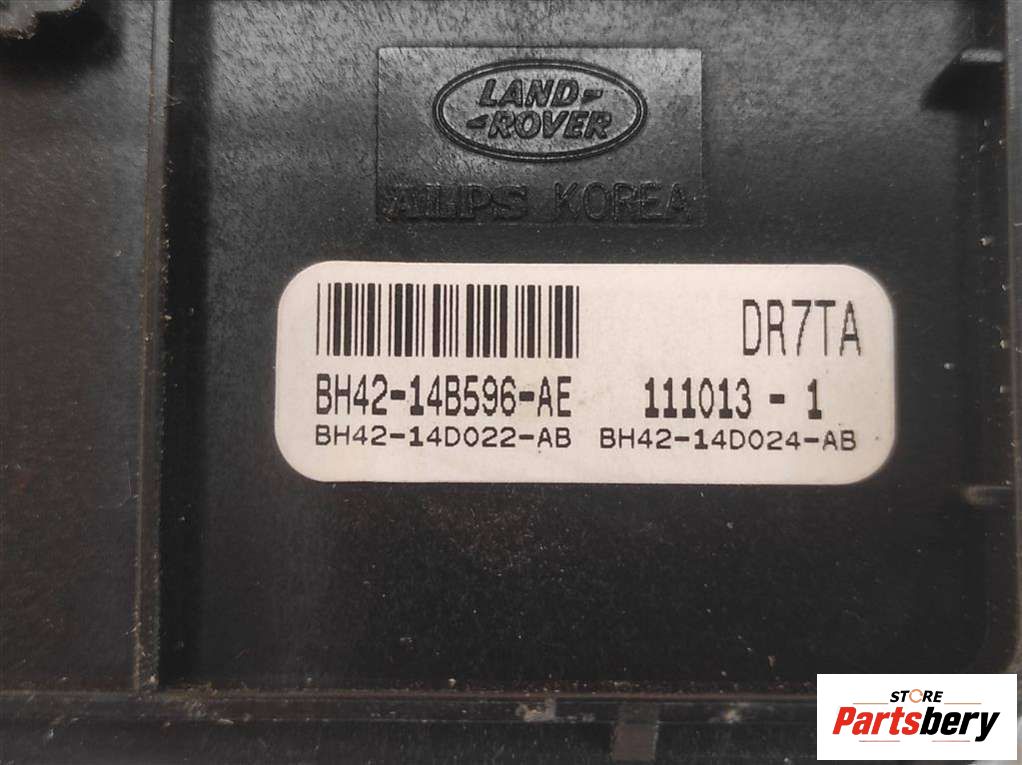 LAND-
-ROVER
ALPS KOREA
DR7TA
BH42-14B596-AE 111013 - 1
BH42-14D022-AB BH42-14D024-AB
STORE
Partsbery